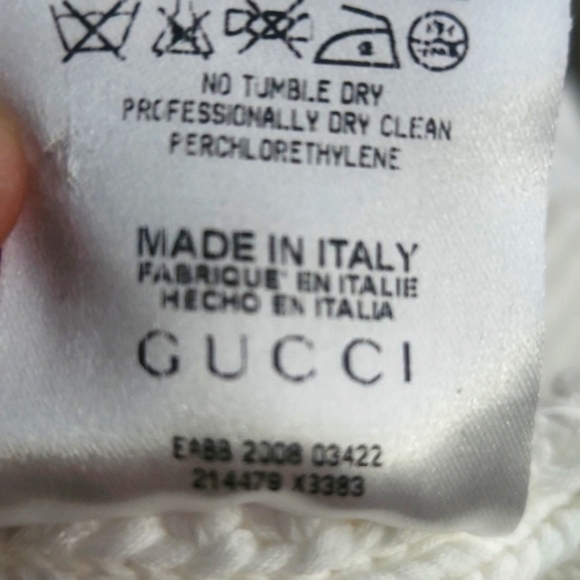 NO TUMBLE DRY
PROFESSIONALLY DRY CLEAN
PERCHLORETHYLENE
MADE IN ITALY
FABRIQUE EN ITALIE
HECHO EN ITALIA
GUCCI
2008 03422
214479 X3383